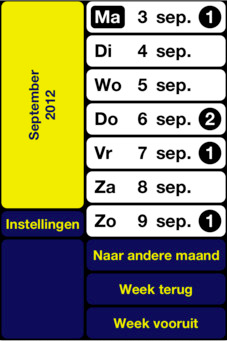 September
2012
Instellingen
Ma 3 sep. 1
Di 4 sep.
Wo 5 sep.
Do 6 sep. 2
Vr 7 sep. 1
Za 8 sep.
Zo 9 sep. 1
Naar andere maand
Week terug
Week vooruit